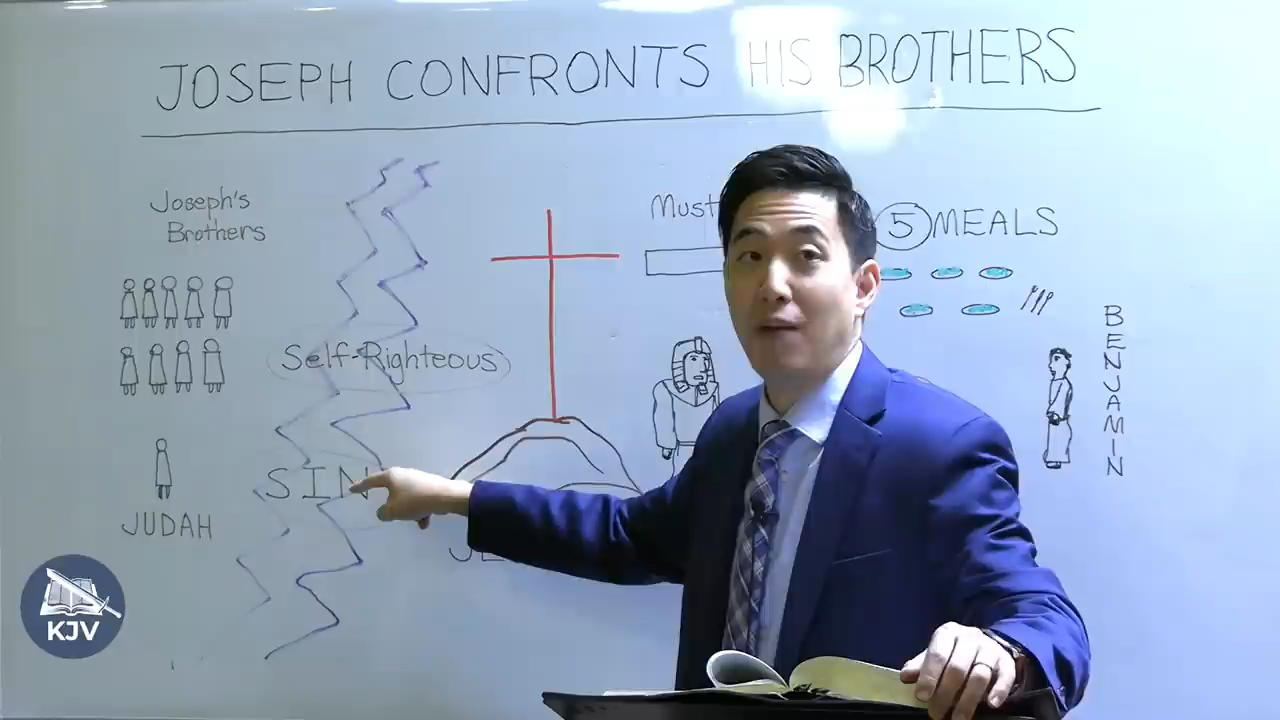 JOSEPH CONFRONTS HIS BROTHERS
Joseph's
Brothers
Must
5 MEALS
Self-Righteous
SIN
JUDAH
BENJAMIN
KJV